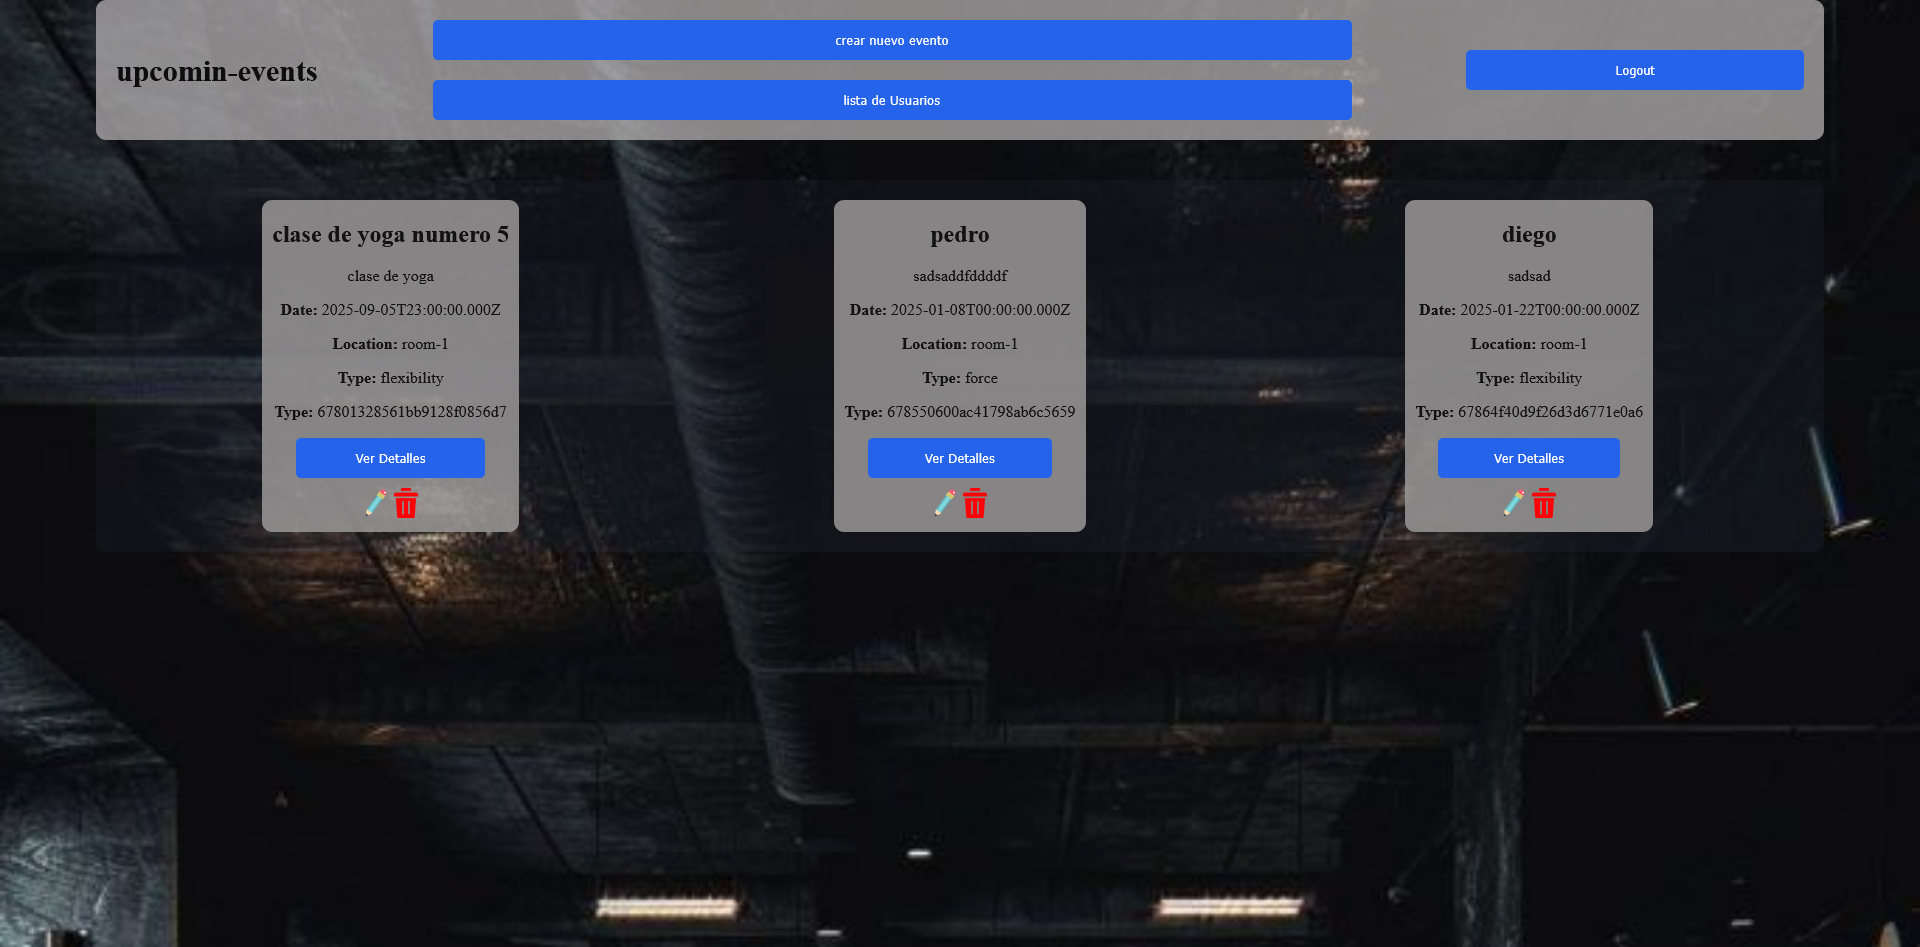 upcomin-events
crear nuevo evento
lista de Usuarios
Logout
clase de yoga numero 5
clase de yoga
Date: 2025-09-05T23:00:00.000Z
Location: room-1
Type: flexibility
Type: 67801328561bb9128f0856d7
Ver Detalles
pedro
sadsaddfddddf
Date: 2025-01-08T00:00:00.000Z
Location: room-1
Type: force
Type: 678550600ac41798ab6c5659
Ver Detalles
diego
sadsad
Date: 2025-01-22T00:00:00.000Z
Location: room-1
Type: flexibility
Type: 67864f40d9f26d3d6771e0a6
Ver Detalles